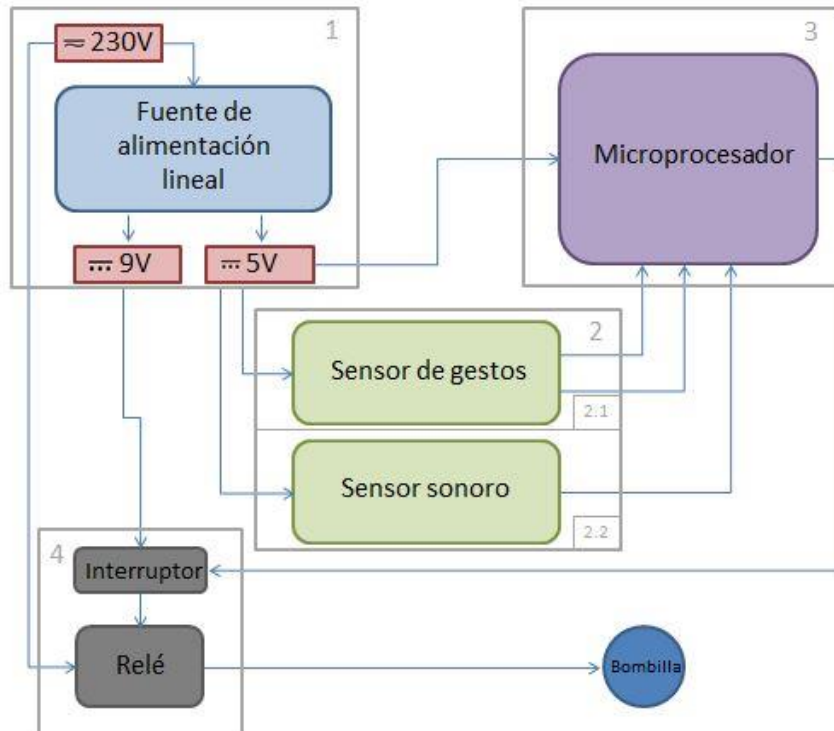 1
≂ 230V
Fuente de
alimentación
lineal
⎓ 9V
⎓ 5V
3
Microprocesador
2
Sensor de gestos
2.1
Sensor sonoro
2.2
4
Interruptor
Relé
Bombilla